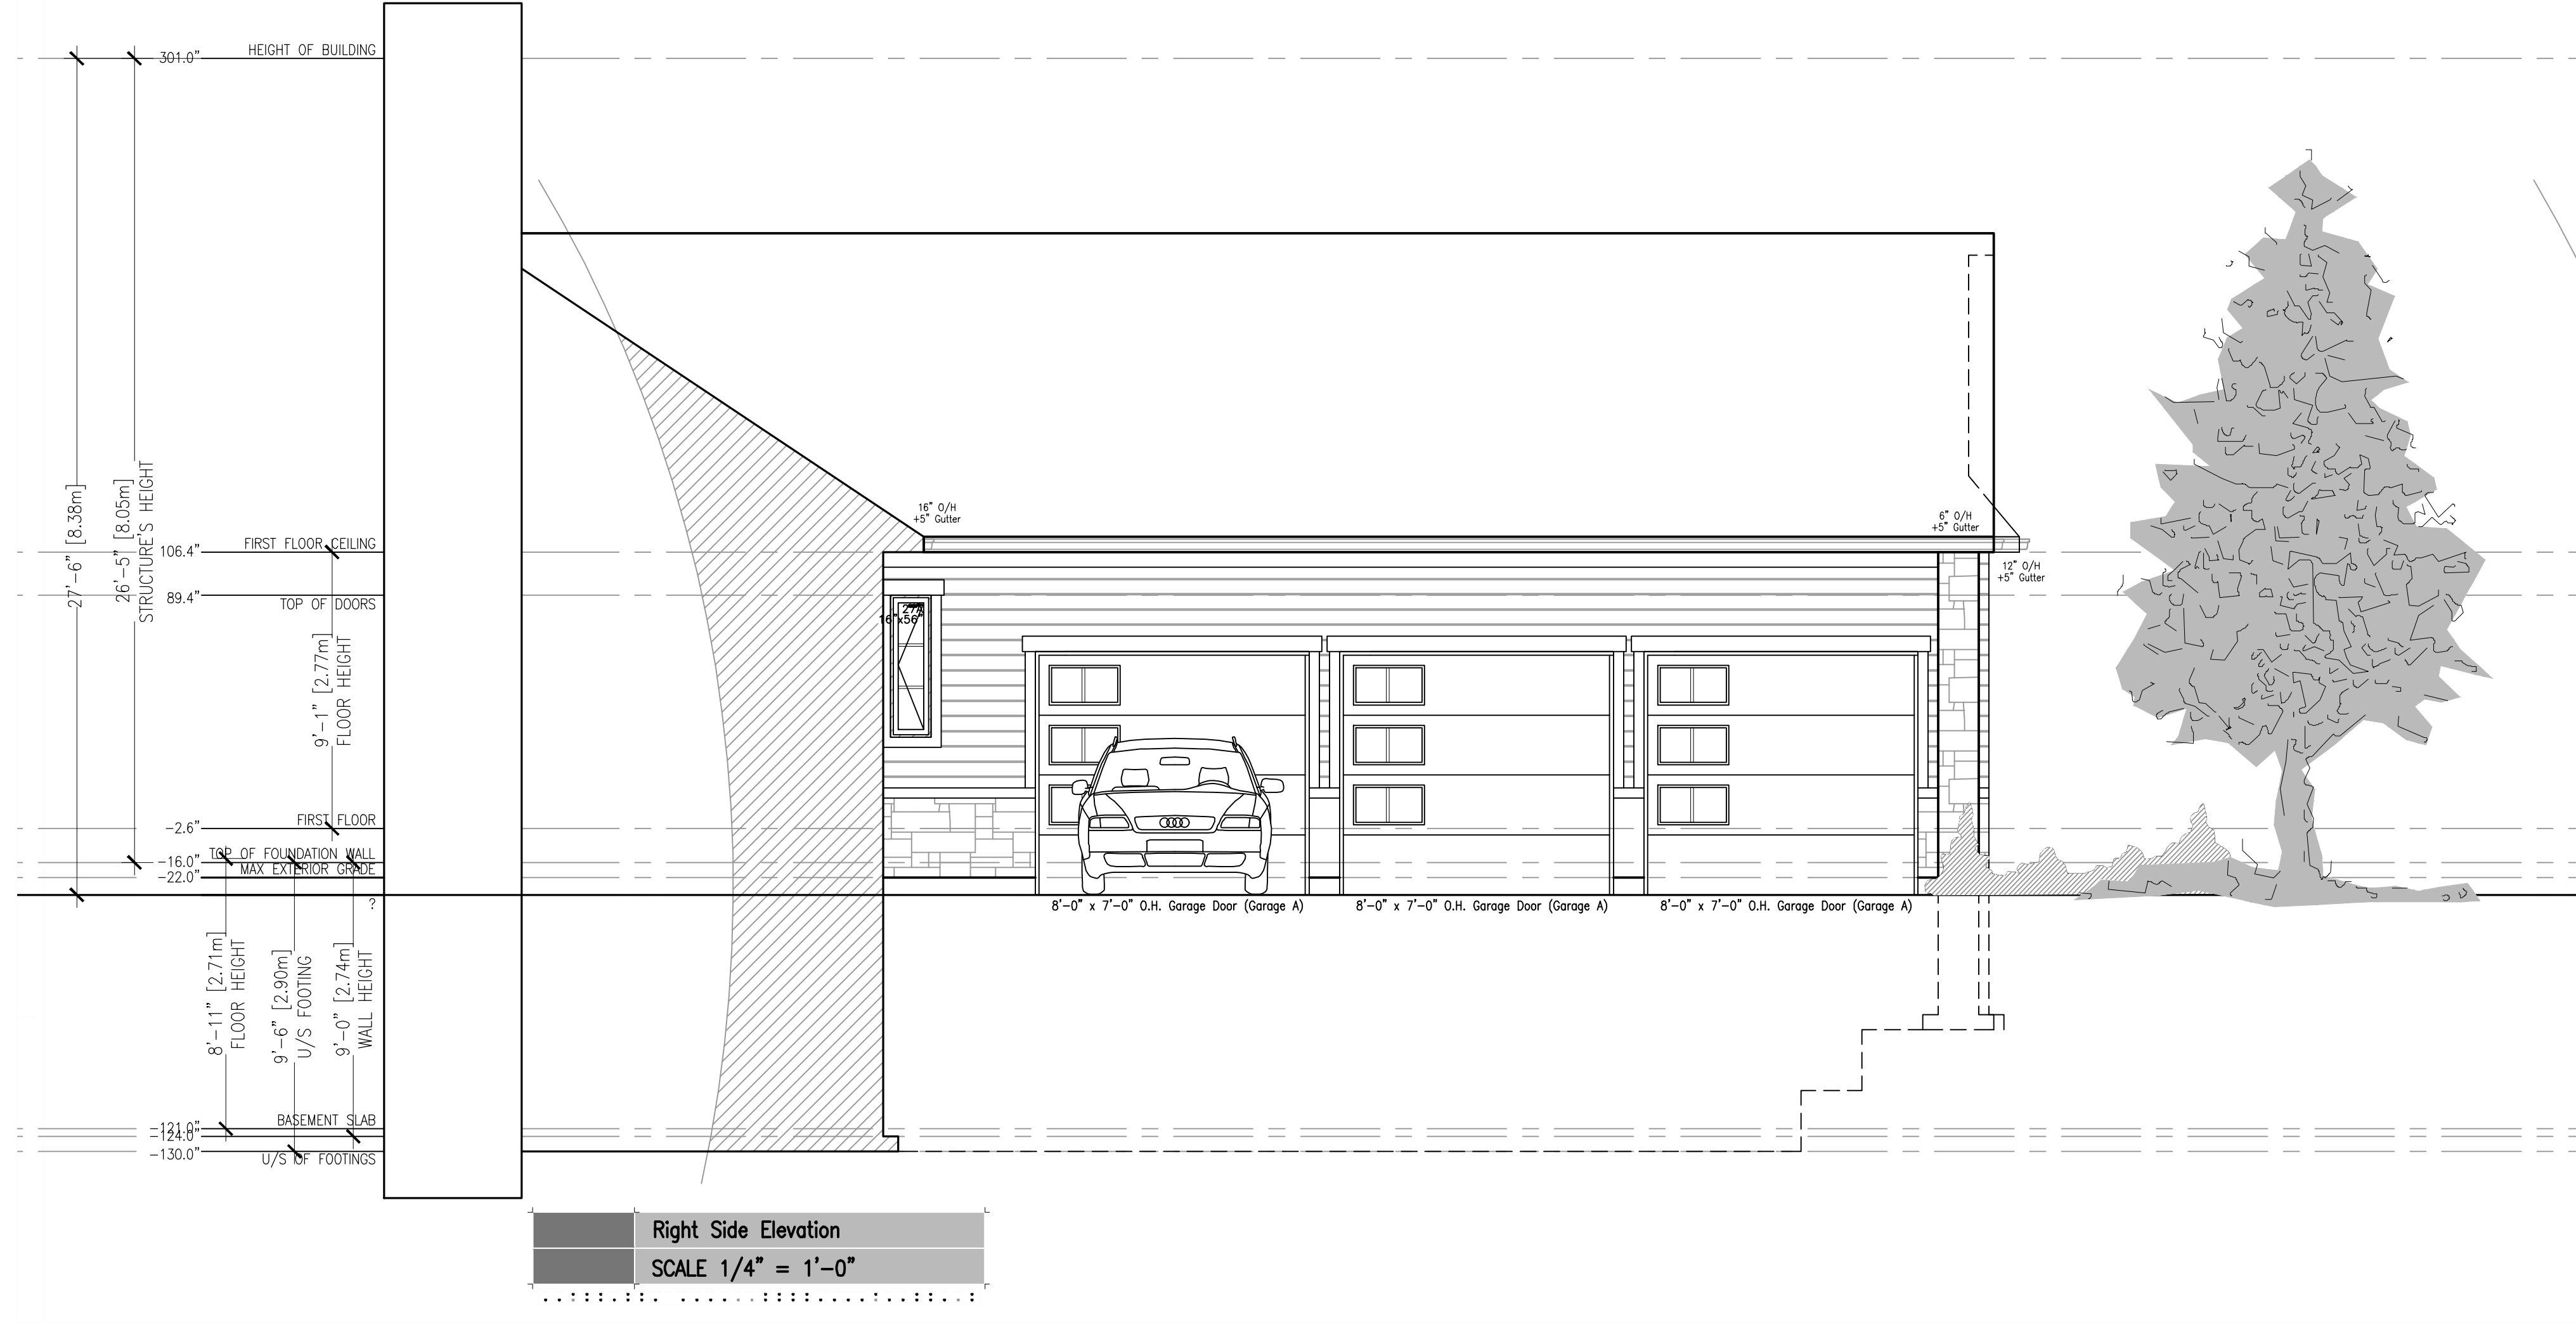 HEIGHT OF BUILDING
301.0"
27'-6" [8.38m]
26'-5" [8.05m]
STRUCTURE'S HEIGHT
16" O/H
+5" Gutter
6" O/H
+5" Gutter
FIRST FLOOR CEILING
106.4"
12" O/H
+5" Gutter
89.4"
TOP OF DOORS
16"x56"
9'-1" [2.77m]
FLOOR HEIGHT
FIRST FLOOR
-2.6"
TOP OF FOUNDATION WALL
-16.0"
MAX EXTERIOR GRADE
-22.0"
?
8'-0" x 7'-0" O.H. Garage Door (Garage A)
8'-0" x 7'-0" O.H. Garage Door (Garage A)
8'-0" x 7'-0" O.H. Garage Door (Garage A)
8'-11" [2.71m]
FLOOR HEIGHT
9'-6" [2.90m]
U/S FOOTING
9'-0" [2.74m]
WALL HEIGHT
BASEMENT SLAB
-121.0"
-124.0"
-130.0"
U/S OF FOOTINGS
Right Side Elevation
SCALE 1/4" = 1'-0"